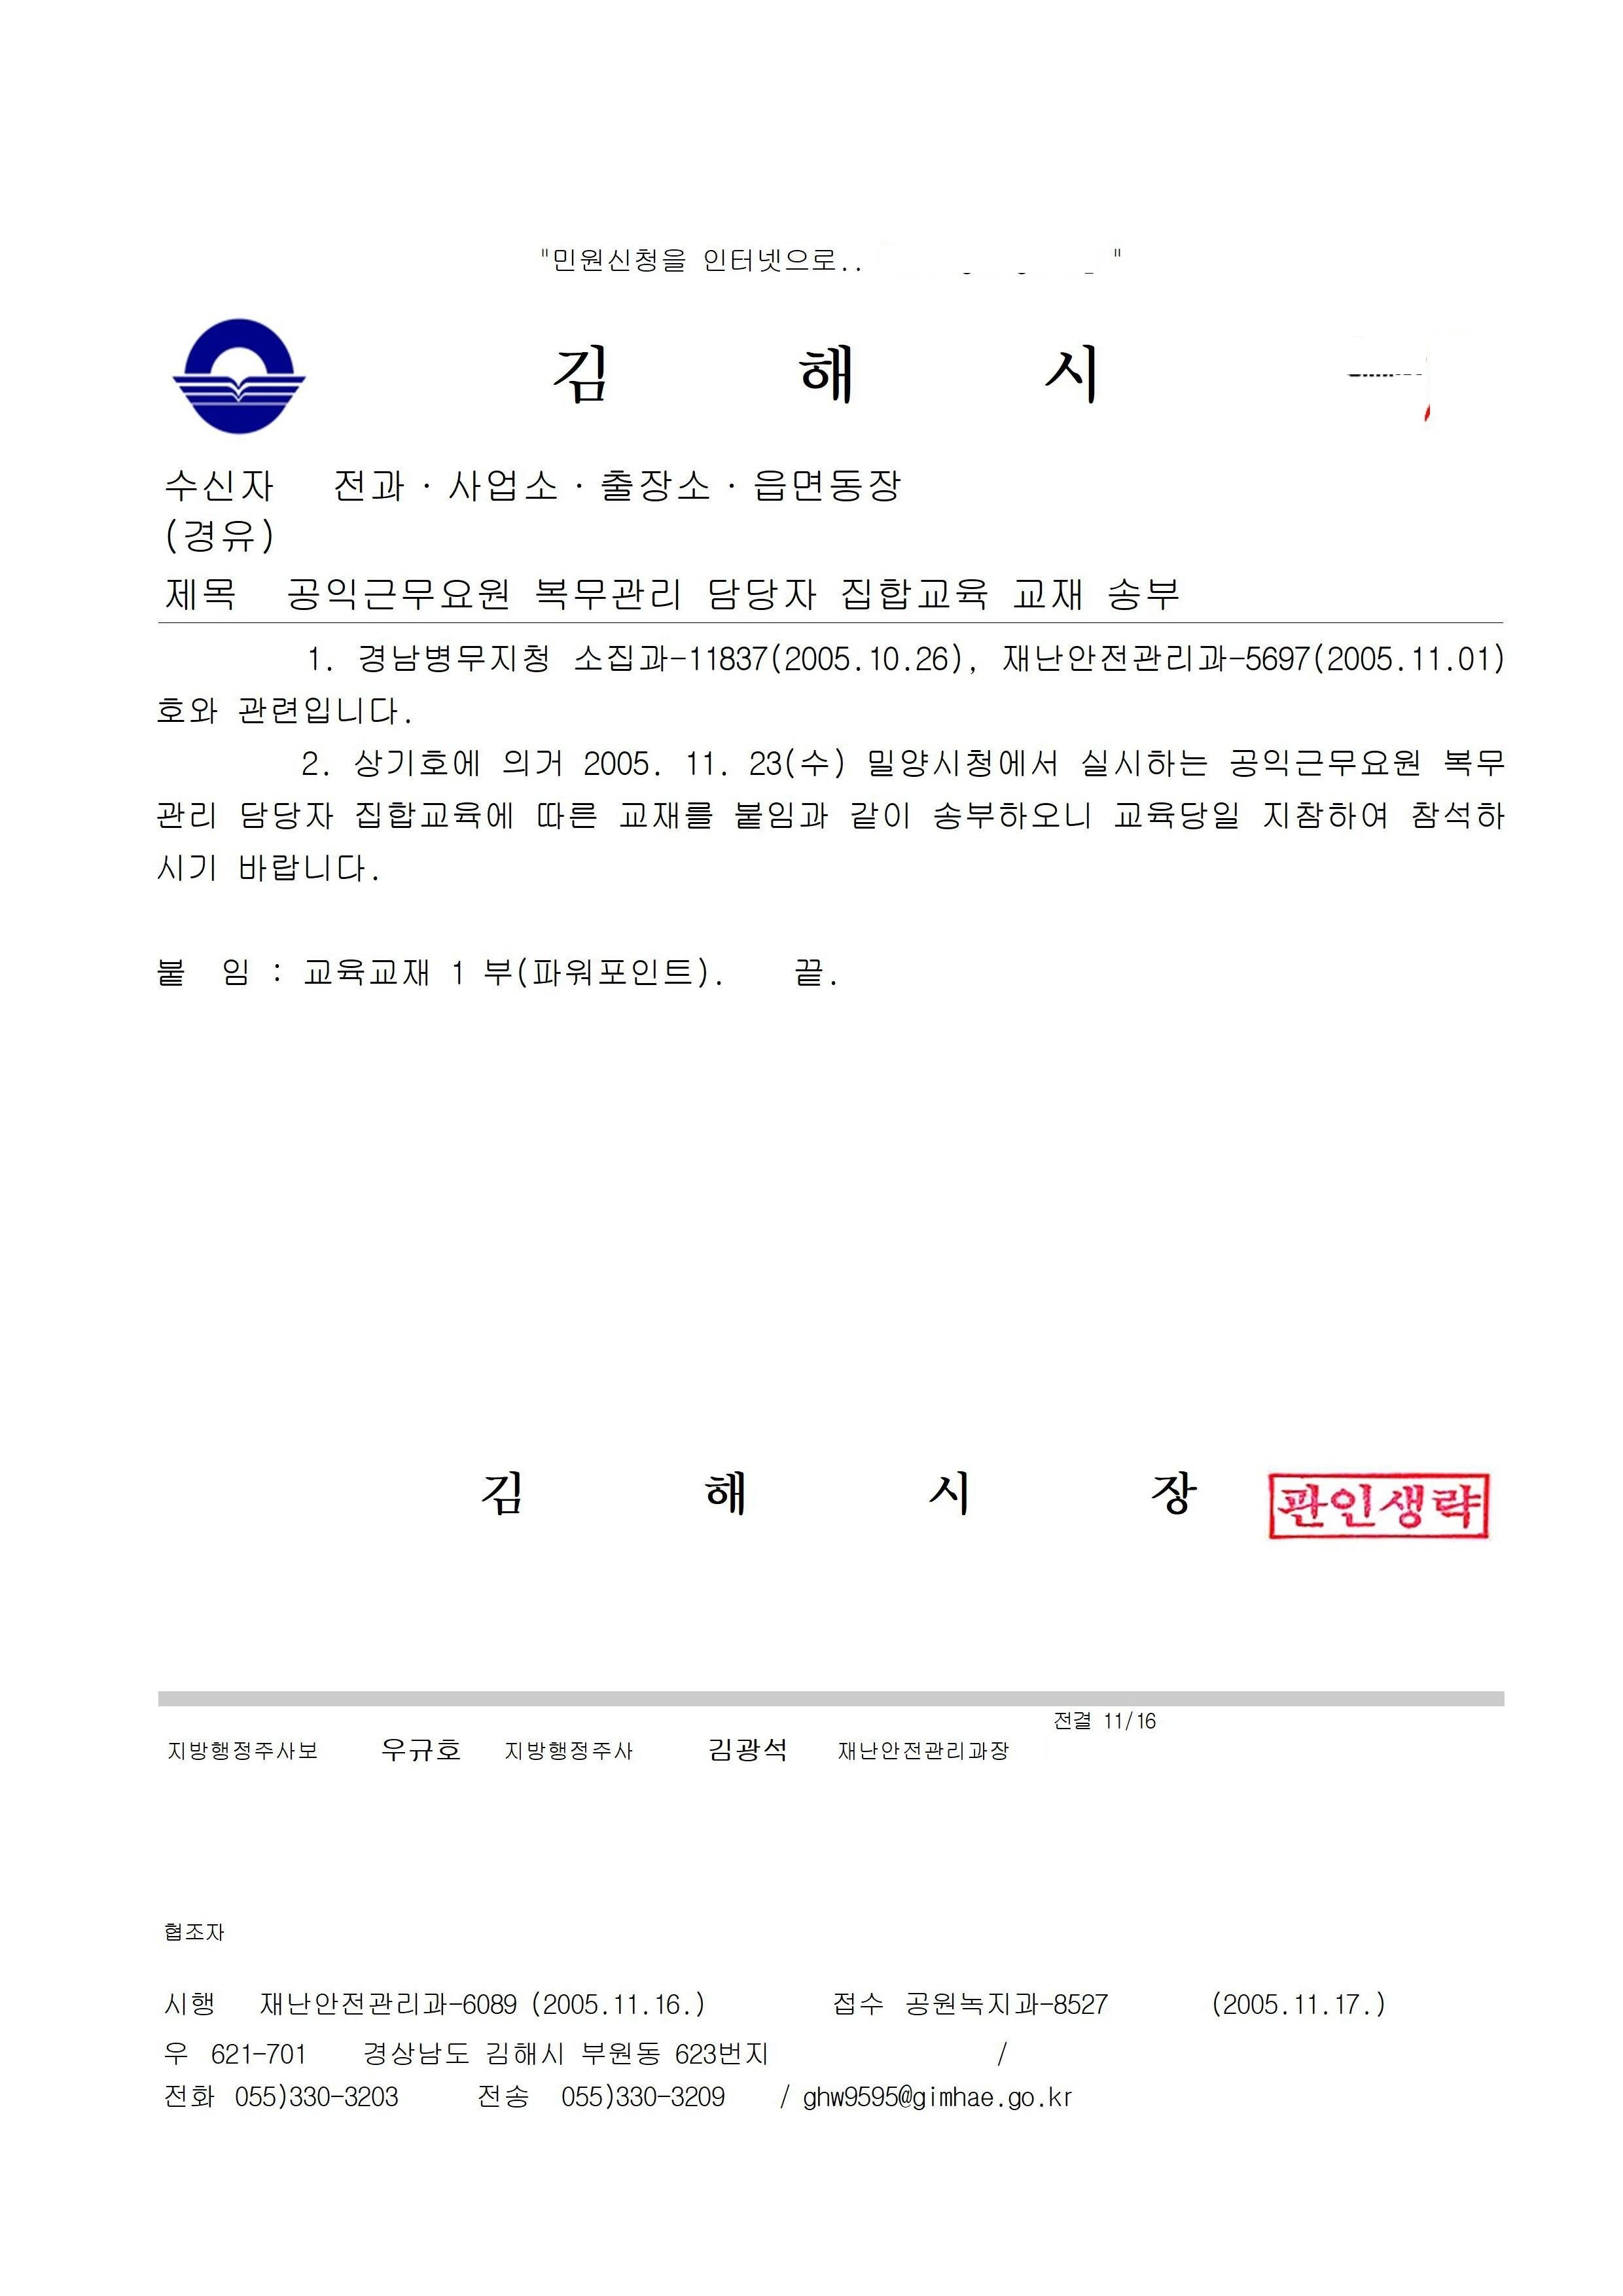 "민원신청을 인터넷으로.. "
김 해 시
수신자 전과·사업소·출장소·읍면동장
(경유)
제목 공익근무요원 복무관리 담당자 집합교육 교재 송부
1. 경남병무지청 소집과-11837(2005.10.26), 재난안전관리과-5697(2005.11.01)
호와 관련입니다.
2. 상기호에 의거 2005. 11. 23(수) 밀양시청에서 실시하는 공익근무요원 복무
관리 담당자 집합교육에 따른 교재를 붙임과 같이 송부하오니 교육당일 지참하여 참석하
시기 바랍니다.
붙 임 : 교육교재 1 부(파워포인트). 끝.
김 해 시 장 관인생략
전결 11/16
지방행정주사보 우규호 지방행정주사 김광석 재난안전관리과장
협조자
시행 재난안전관리과-6089 (2005.11.16.) 접수 공원녹지과-8527 (2005.11.17.)
우 621-701 경상남도 김해시 부원동 623번지 /
전화 055)330-3203 전송 055)330-3209 / ghw9595@gimhae.go.kr